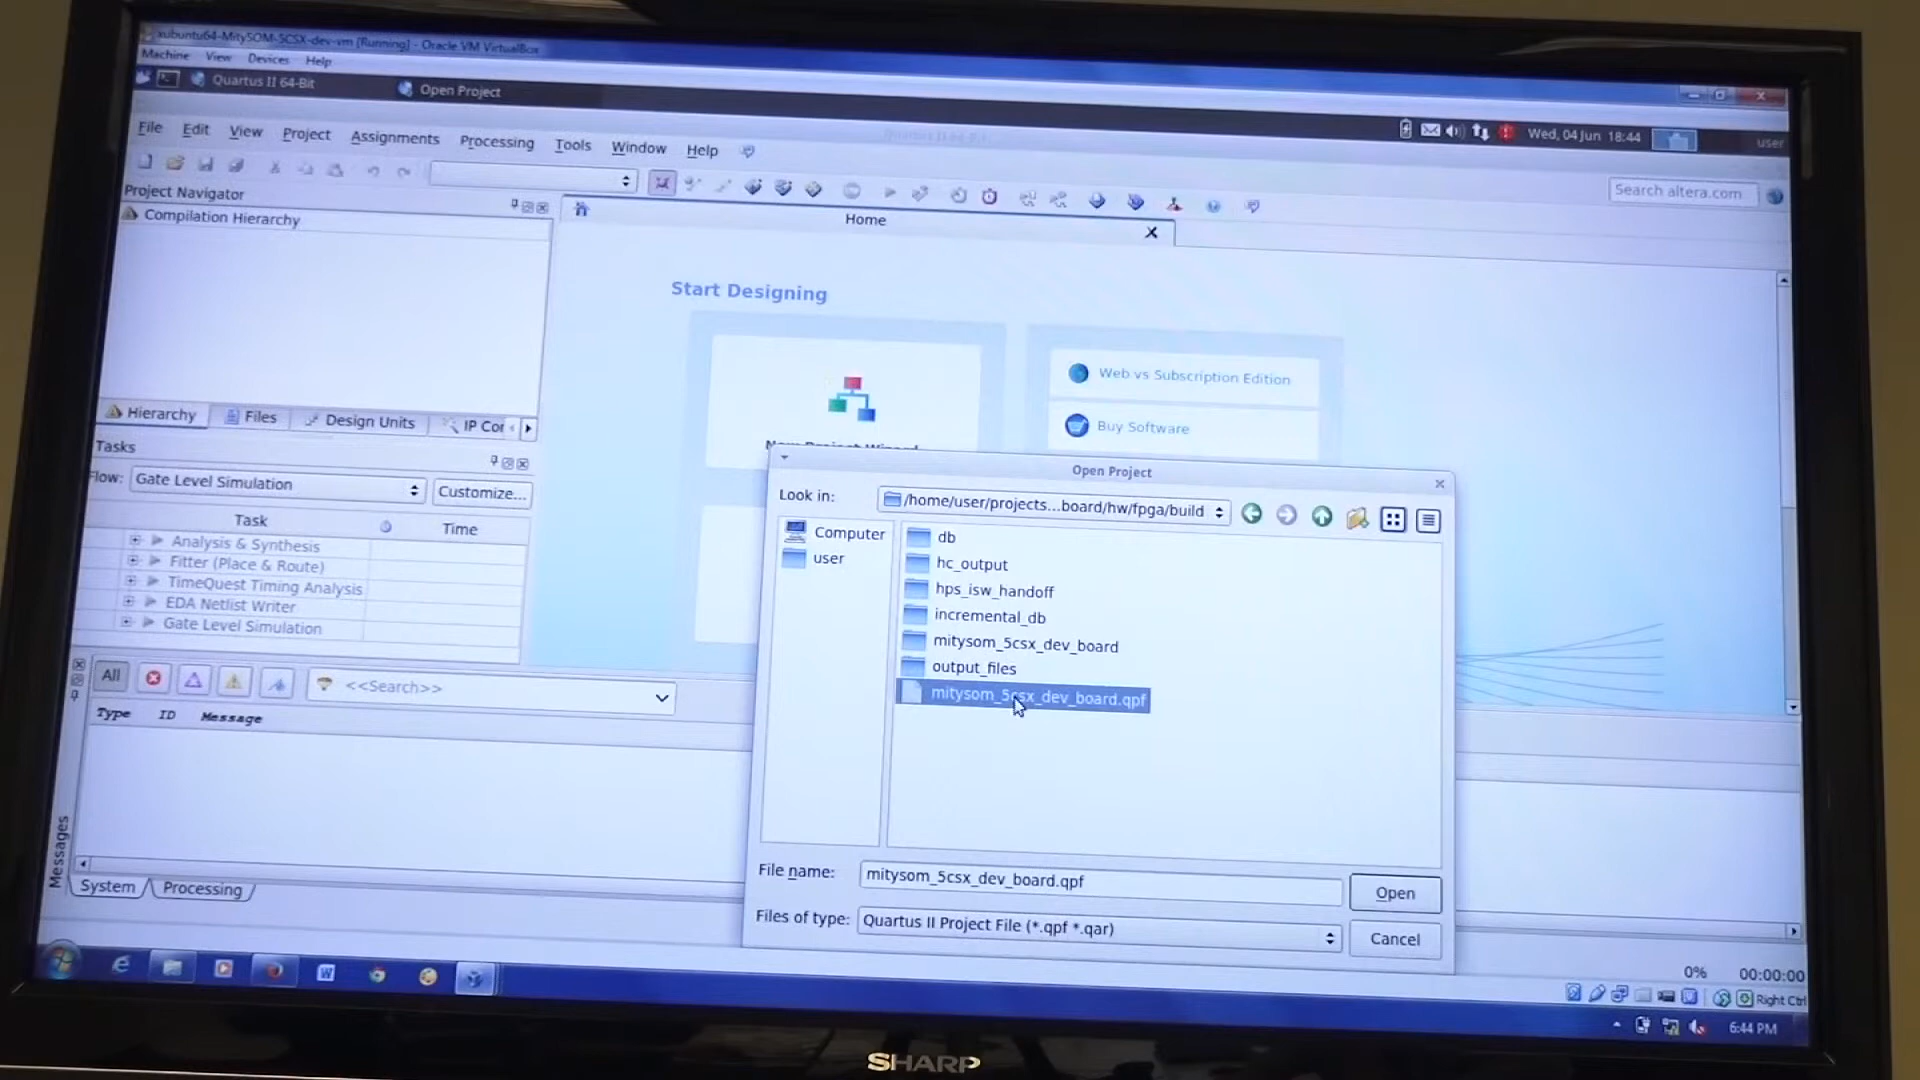 xubuntu64-MitySOM-5CSX-dev-vm [Running] - Oracle VM VirtualBox
Machine View Devices Help
Quartus II 64-Bit
Open Project
Wed, 04 Jun 18:44
user
File Edit View Project Assignments Processing Tools Window Help
Search altera.com
Project Navigator
Compilation Hierarchy
Home
Start Designing
Web vs Subscription Edition
Buy Software
New Project Wizard
Hierarchy Files Design Units IP Cor
Tasks
Flow: Gate Level Simulation Customize...
Task Time
Analysis & Synthesis
Fitter (Place & Route)
TimeQuest Timing Analysis
EDA Netlist Writer
Gate Level Simulation
All <<Search>>
Type ID Message
Messages
System Processing
Open Project
Look in: /home/user/projects...board/hw/fpga/build
Computer
user
db
hc_output
hps_isw_handoff
incremental_db
mitysom_5csx_dev_board
output_files
mitysom_5csx_dev_board.qpf
File name: mitysom_5csx_dev_board.qpf Open
Files of type: Quartus II Project File (*.qpf *.qar) Cancel
0% 00:00:00
Right Ctrl
6:44 PM
SHARP